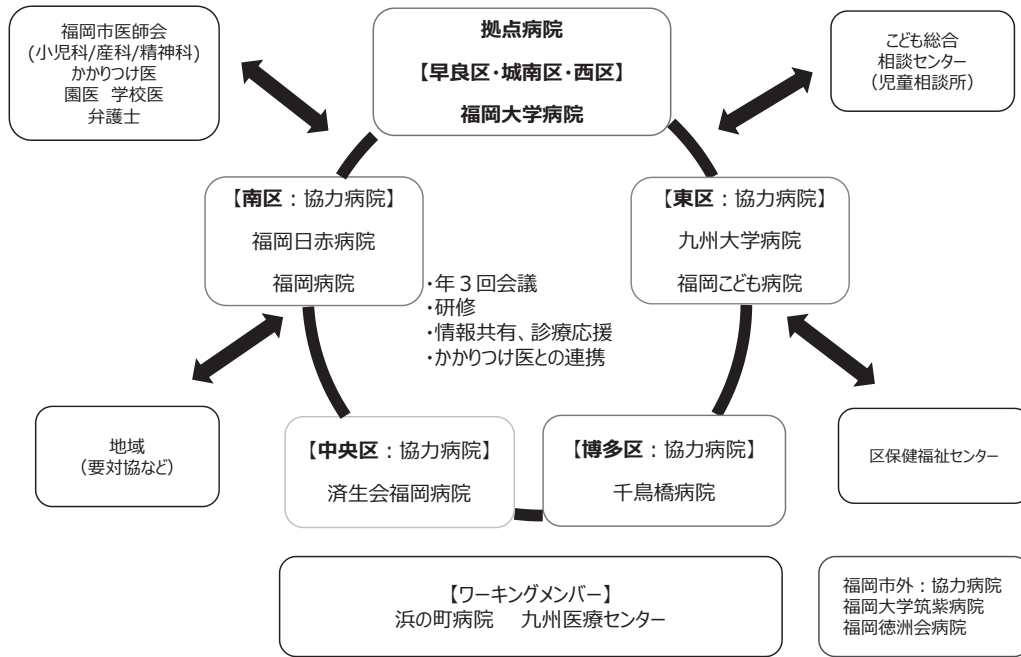 福岡市医師会
(小児科/産科/精神科)
かかりつけ医
園医 学校医
弁護士
拠点病院
【早良区・城南区・西区】
福岡大学病院
こども総合
相談センター
(児童相談所)
【南区：協力病院】
福岡日赤病院
福岡病院
【東区：協力病院】
九州大学病院
福岡こども病院
・年３回会議
・研修
・情報共有、診療応援
・かかりつけ医との連携
地域
(要対協など)
【中央区：協力病院】
済生会福岡病院
【博多区：協力病院】
千鳥橋病院
区保健福祉センター
【ワーキングメンバー】
浜の町病院 九州医療センター
福岡市外：協力病院
福岡大学筑紫病院
福岡徳洲会病院